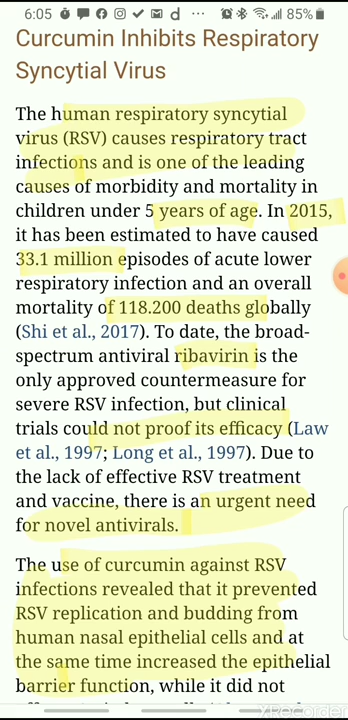 6:05
85%
Curcumin Inhibits Respiratory
Syncytial Virus
The human respiratory syncytial
virus (RSV) causes respiratory tract
infections and is one of the leading
causes of morbidity and mortality in
children under 5 years of age. In 2015,
it has been estimated to have caused
33.1 million episodes of acute lower
respiratory infection and an overall
mortality of 118.200 deaths globally
(Shi et al., 2017). To date, the broad-
spectrum antiviral ribavirin is the
only approved countermeasure for
severe RSV infection, but clinical
trials could not proof its efficacy (Law
et al., 1997; Long et al., 1997). Due to
the lack of effective RSV treatment
and vaccine, there is an urgent need
for novel antivirals.
The use of curcumin against RSV
infections revealed that it prevented
RSV replication and budding from
human nasal epithelial cells and at
the same time increased the epithelial
barrier function, while it did not
XRecorder